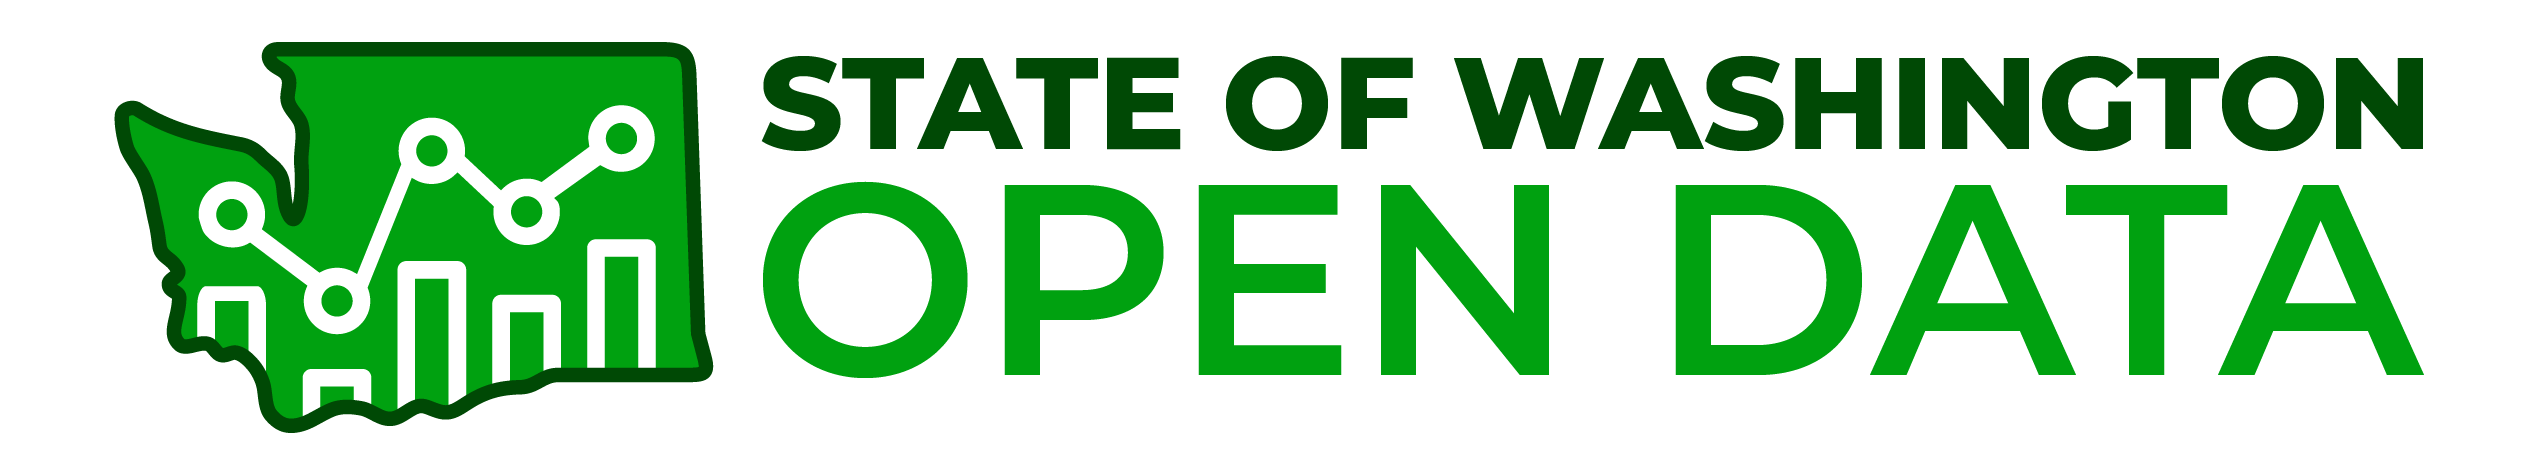 STATE OF WASHINGTON
OPEN DATA